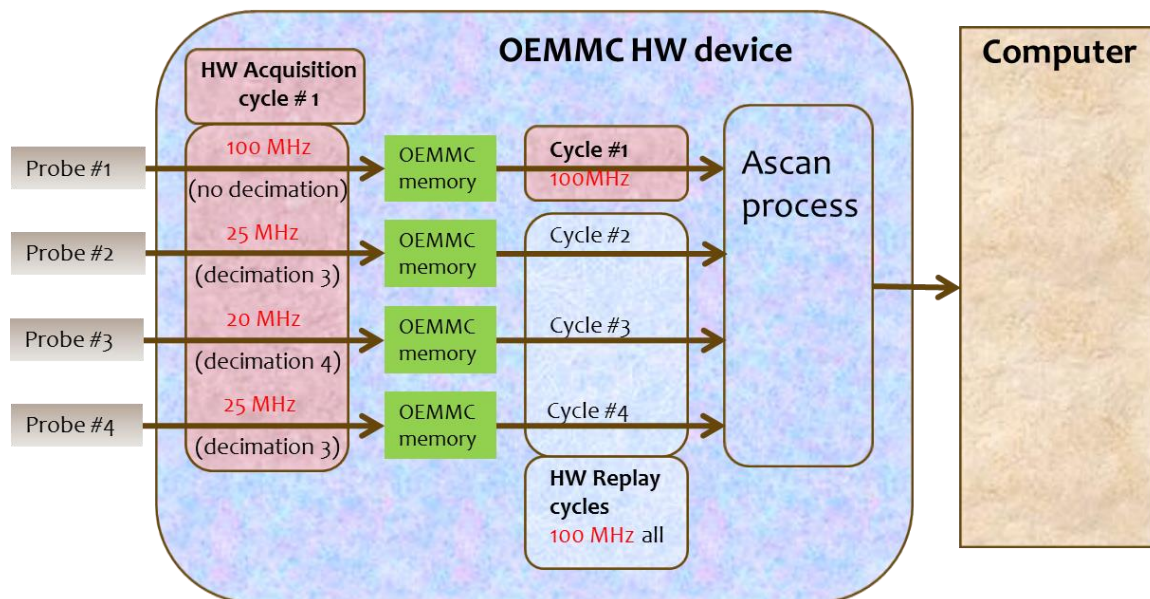 OEMMC HW device
Computer
HW Acquisition
cycle # 1
Probe #1
100 MHz
(no decimation)
OEMMC
memory
Cycle #1
100MHz
Ascan
process
Probe #2
25 MHz
(decimation 3)
OEMMC
memory
Cycle #2
Probe #3
20 MHz
(decimation 4)
OEMMC
memory
Cycle #3
Probe #4
25 MHz
(decimation 3)
OEMMC
memory
Cycle #4
HW Replay
cycles
100 MHz all